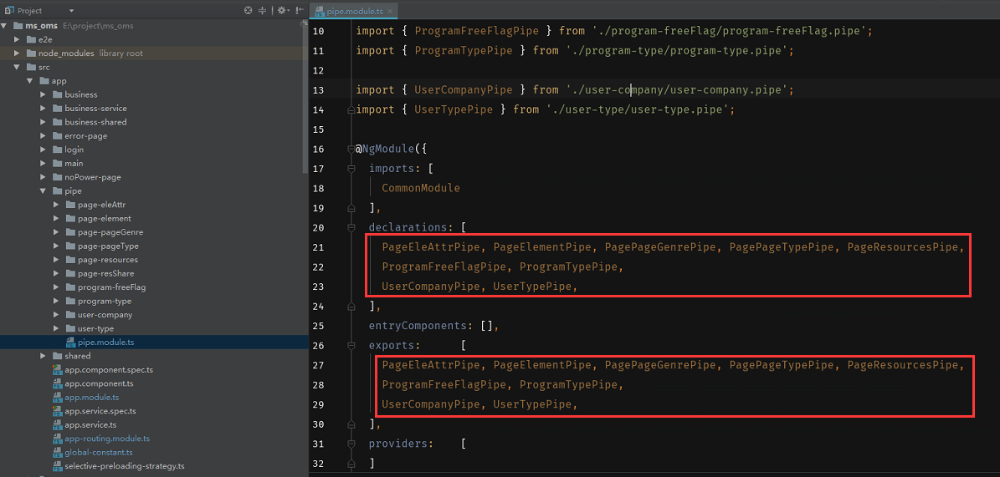 Project
ms_oms E:\project\ms_oms
e2e
node_modules library root
src
app
business
business-service
business-shared
error-page
login
main
noPower-page
pipe
page-eleAttr
page-element
page-pageGenre
page-pageType
page-resources
page-resShare
program-freeFlag
program-type
user-company
user-type
pipe.module.ts
shared
app.component.spec.ts
app.component.ts
app.module.ts
app.service.spec.ts
app.service.ts
app-routing.module.ts
global-constant.ts
selective-preloading-strategy.ts
pipe.module.ts
10 import { ProgramFreeFlagPipe } from './program-freeFlag/program-freeFlag.pipe';
11 import { ProgramTypePipe } from './program-type/program-type.pipe';
12
13 import { UserCompanyPipe } from './user-company/user-company.pipe';
14 import { UserTypePipe } from './user-type/user-type.pipe';
15
16 @NgModule({
17 imports: [
18 CommonModule
19 ],
20 declarations: [
21 PageEleAttrPipe, PageElementPipe, PagePageGenrePipe, PagePageTypePipe, PageResourcesPipe,
22 ProgramFreeFlagPipe, ProgramTypePipe,
23 UserCompanyPipe, UserTypePipe,
24 ],
25 entryComponents: [],
26 exports: [
27 PageEleAttrPipe, PageElementPipe, PagePageGenrePipe, PagePageTypePipe, PageResourcesPipe,
28 ProgramFreeFlagPipe, ProgramTypePipe,
29 UserCompanyPipe, UserTypePipe,
30 ],
31 providers: [
32 ]